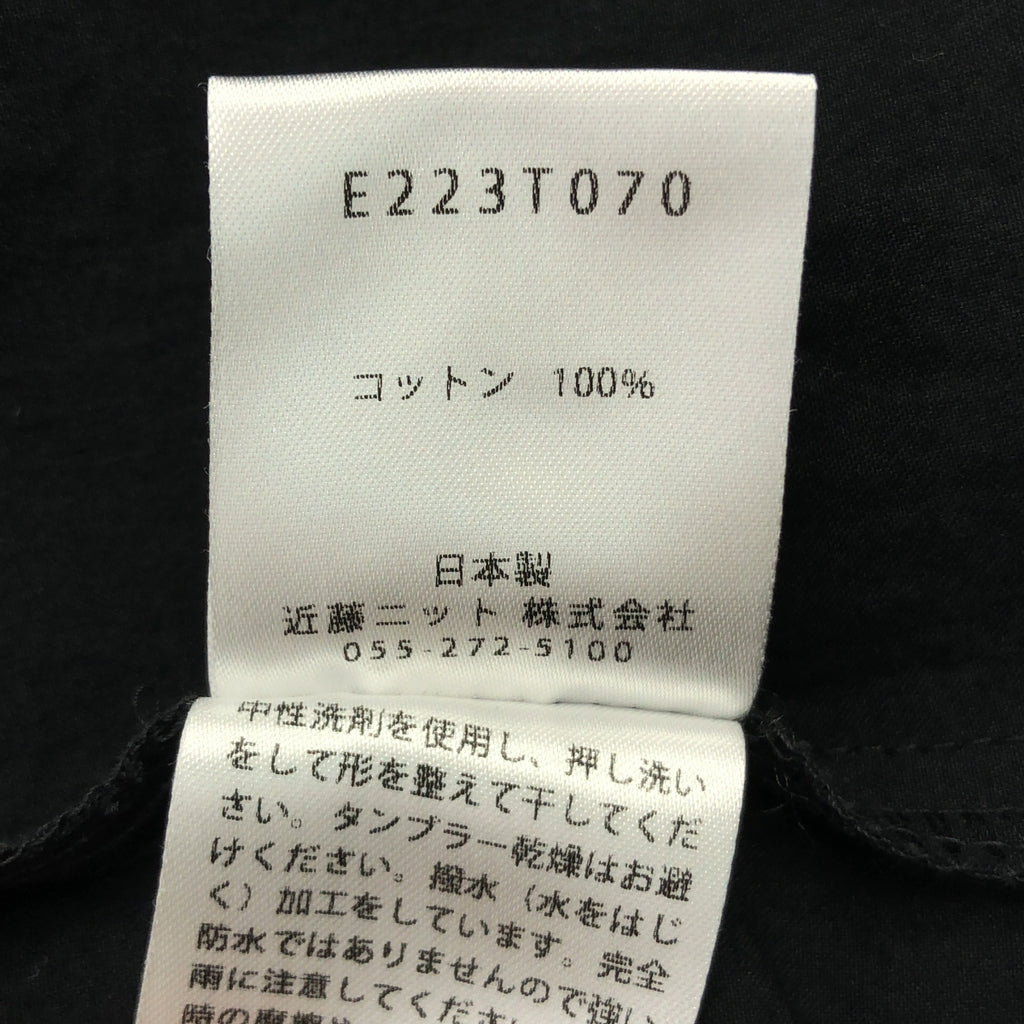 E223T070
コットン 100%
日本製
近藤ニット 株式会社
055-272-5100
中性洗剤を使用し、押し洗い
をして形を整えて干してくだ
さい。タンブラー乾燥はお避
けください。撥水（水をはじ
く）加工をしています。完全
防水ではありませんので強い
雨に注意してくださ
時の摩擦や